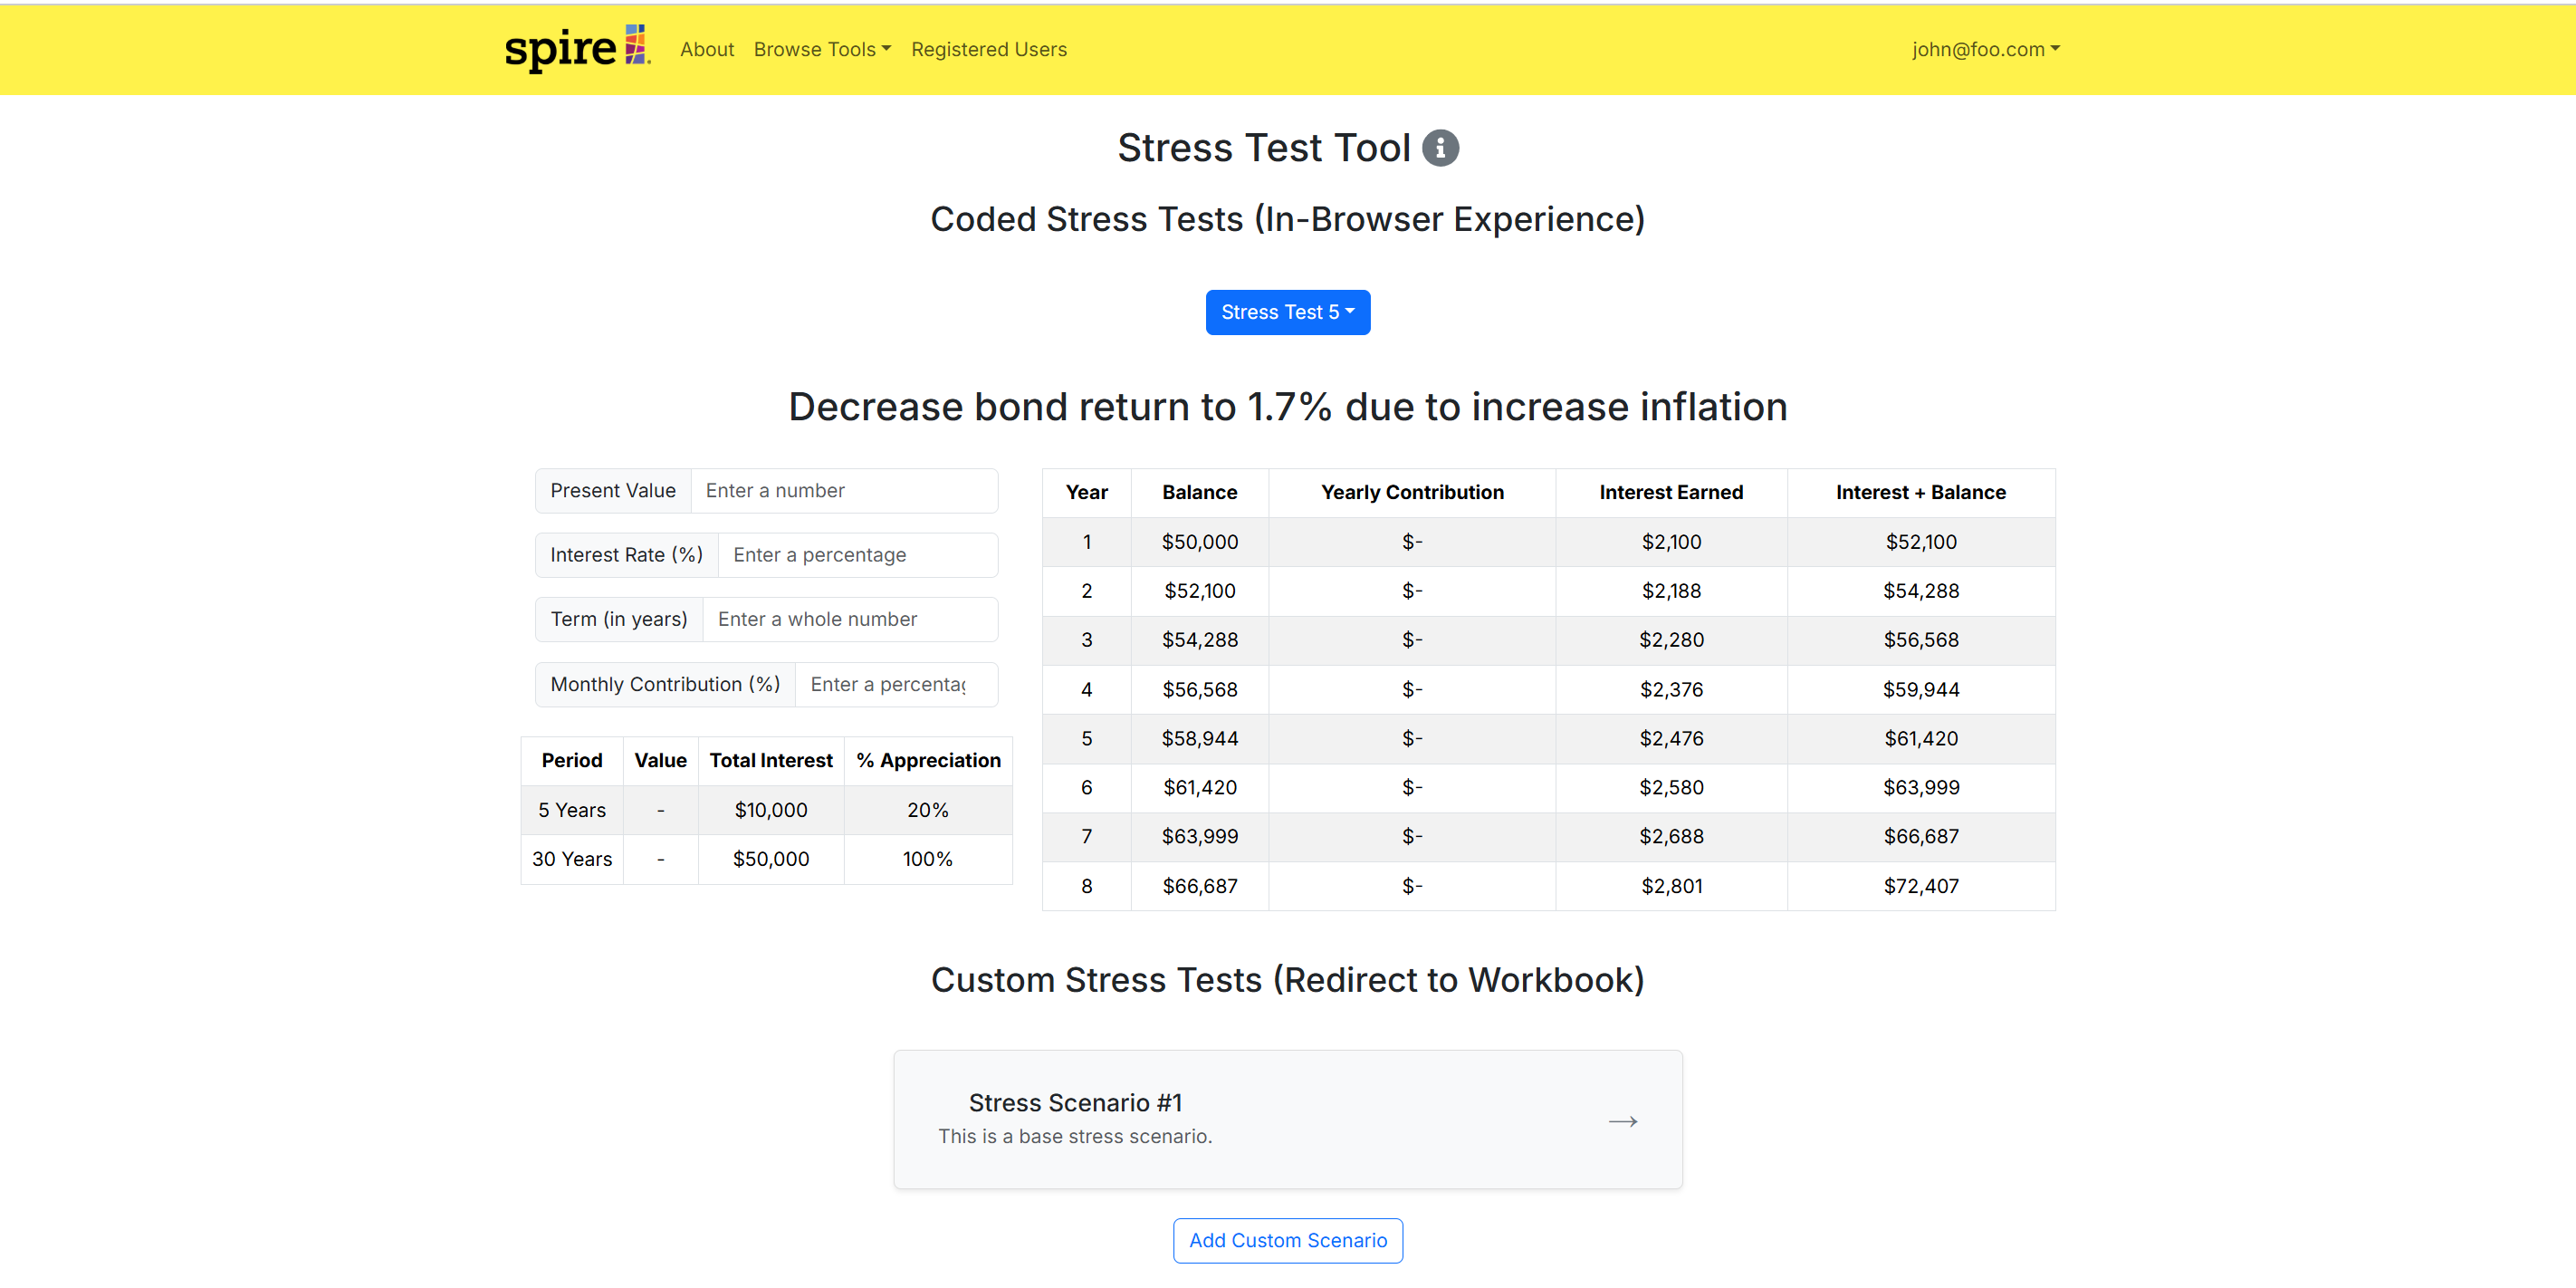 spire
About Browse Tools Registered Users john@foo.com
Stress Test Tool
Coded Stress Tests (In-Browser Experience)
Stress Test 5
Decrease bond return to 1.7% due to increase inflation
Present Value Enter a number
Interest Rate (%) Enter a percentage
Term (in years) Enter a whole number
Monthly Contribution (%) Enter a percentag
Period Value Total Interest % Appreciation
5 Years - $10,000 20%
30 Years - $50,000 100%
Year Balance Yearly Contribution Interest Earned Interest + Balance
1 $50,000 $- $2,100 $52,100
2 $52,100 $- $2,188 $54,288
3 $54,288 $- $2,280 $56,568
4 $56,568 $- $2,376 $59,944
5 $58,944 $- $2,476 $61,420
6 $61,420 $- $2,580 $63,999
7 $63,999 $- $2,688 $66,687
8 $66,687 $- $2,801 $72,407
Custom Stress Tests (Redirect to Workbook)
Stress Scenario #1
This is a base stress scenario.
→
Add Custom Scenario